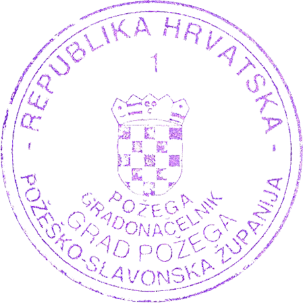 REPUBLIKA HRVATSKA
1
POŽEGA
GRADONAČELNIK
GRAD POŽEGA
POŽEŠKO-SLAVONSKA ŽUPANIJA